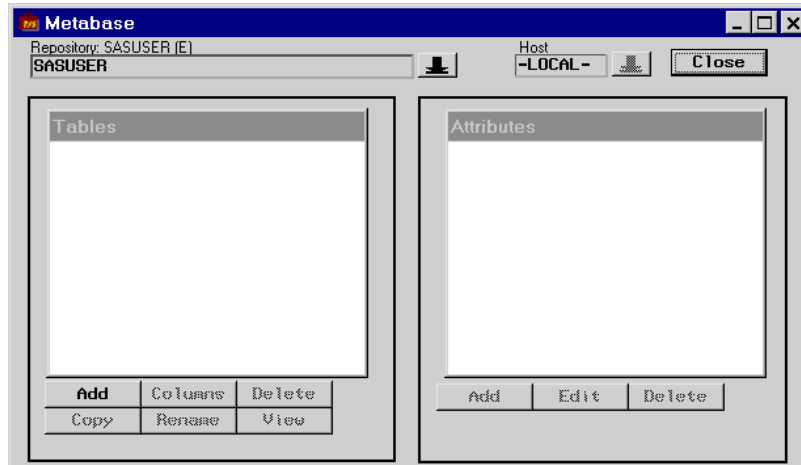 Metabase
Repository: SASUSER (E)
SASUSER
Host
-LOCAL-
Close
Tables
Attributes
Add Columns Delete
Copy Rename View
Add Edit Delete